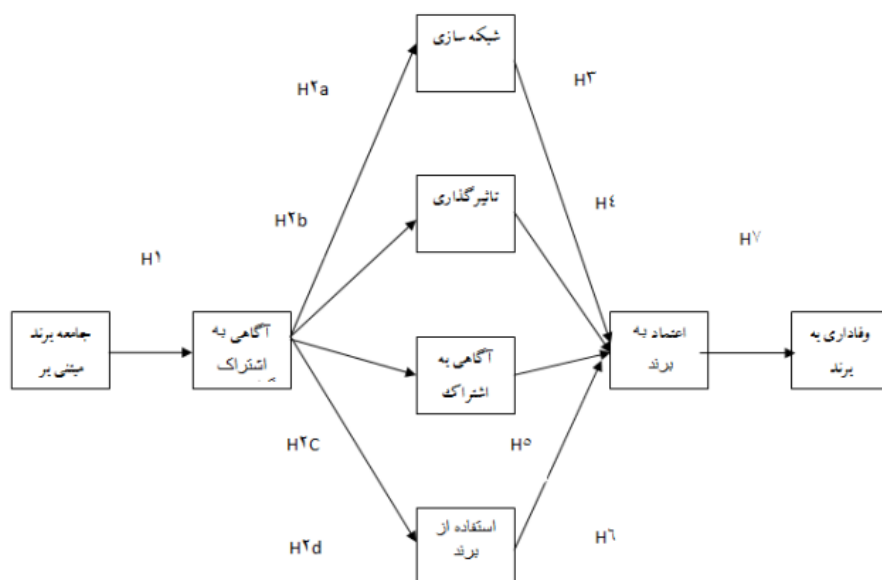 شبکه سازی
H۲a
H۳
تاثیرگذاری
H۲b
H٤
H۱
H۷
جامعه برند
مبتنی بر
آگاهی به
اشتراک
آگاهی به
اشتراک
اعتماد به
برند
وفاداری به
برند
H۲C
H٥
استفاده از
برند
H۲d
H٦